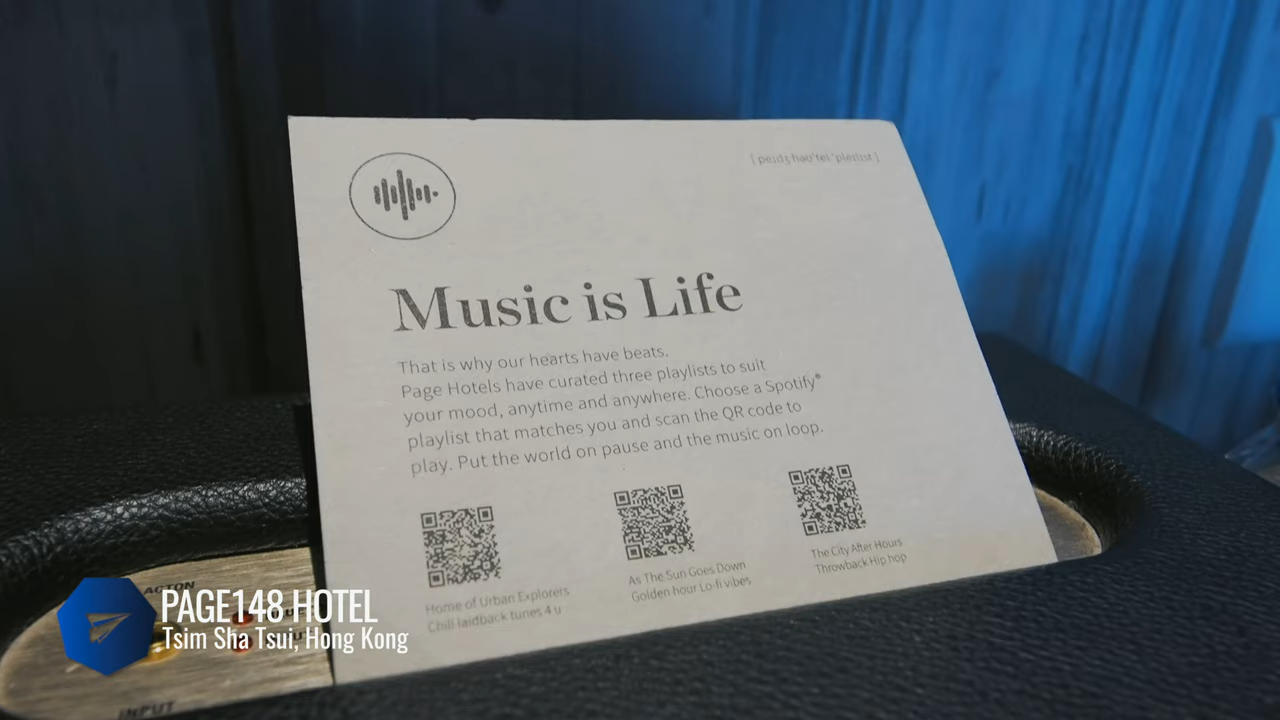 [ peɪdʒ həʊˈtel ˈpleɪlɪst ]
Music is Life
That is why our hearts have beats.
Page Hotels have curated three playlists to suit
your mood, anytime and anywhere. Choose a Spotify®
playlist that matches you and scan the QR code to
play. Put the world on pause and the music on loop.
Home of Urban Explorers
Chill laidback tunes 4 u
As The Sun Goes Down
Golden hour Lo-fi vibes
The City After Hours
Throwback Hip hop
ACTON
INPUT
PAGE148 HOTEL
Tsim Sha Tsui, Hong Kong